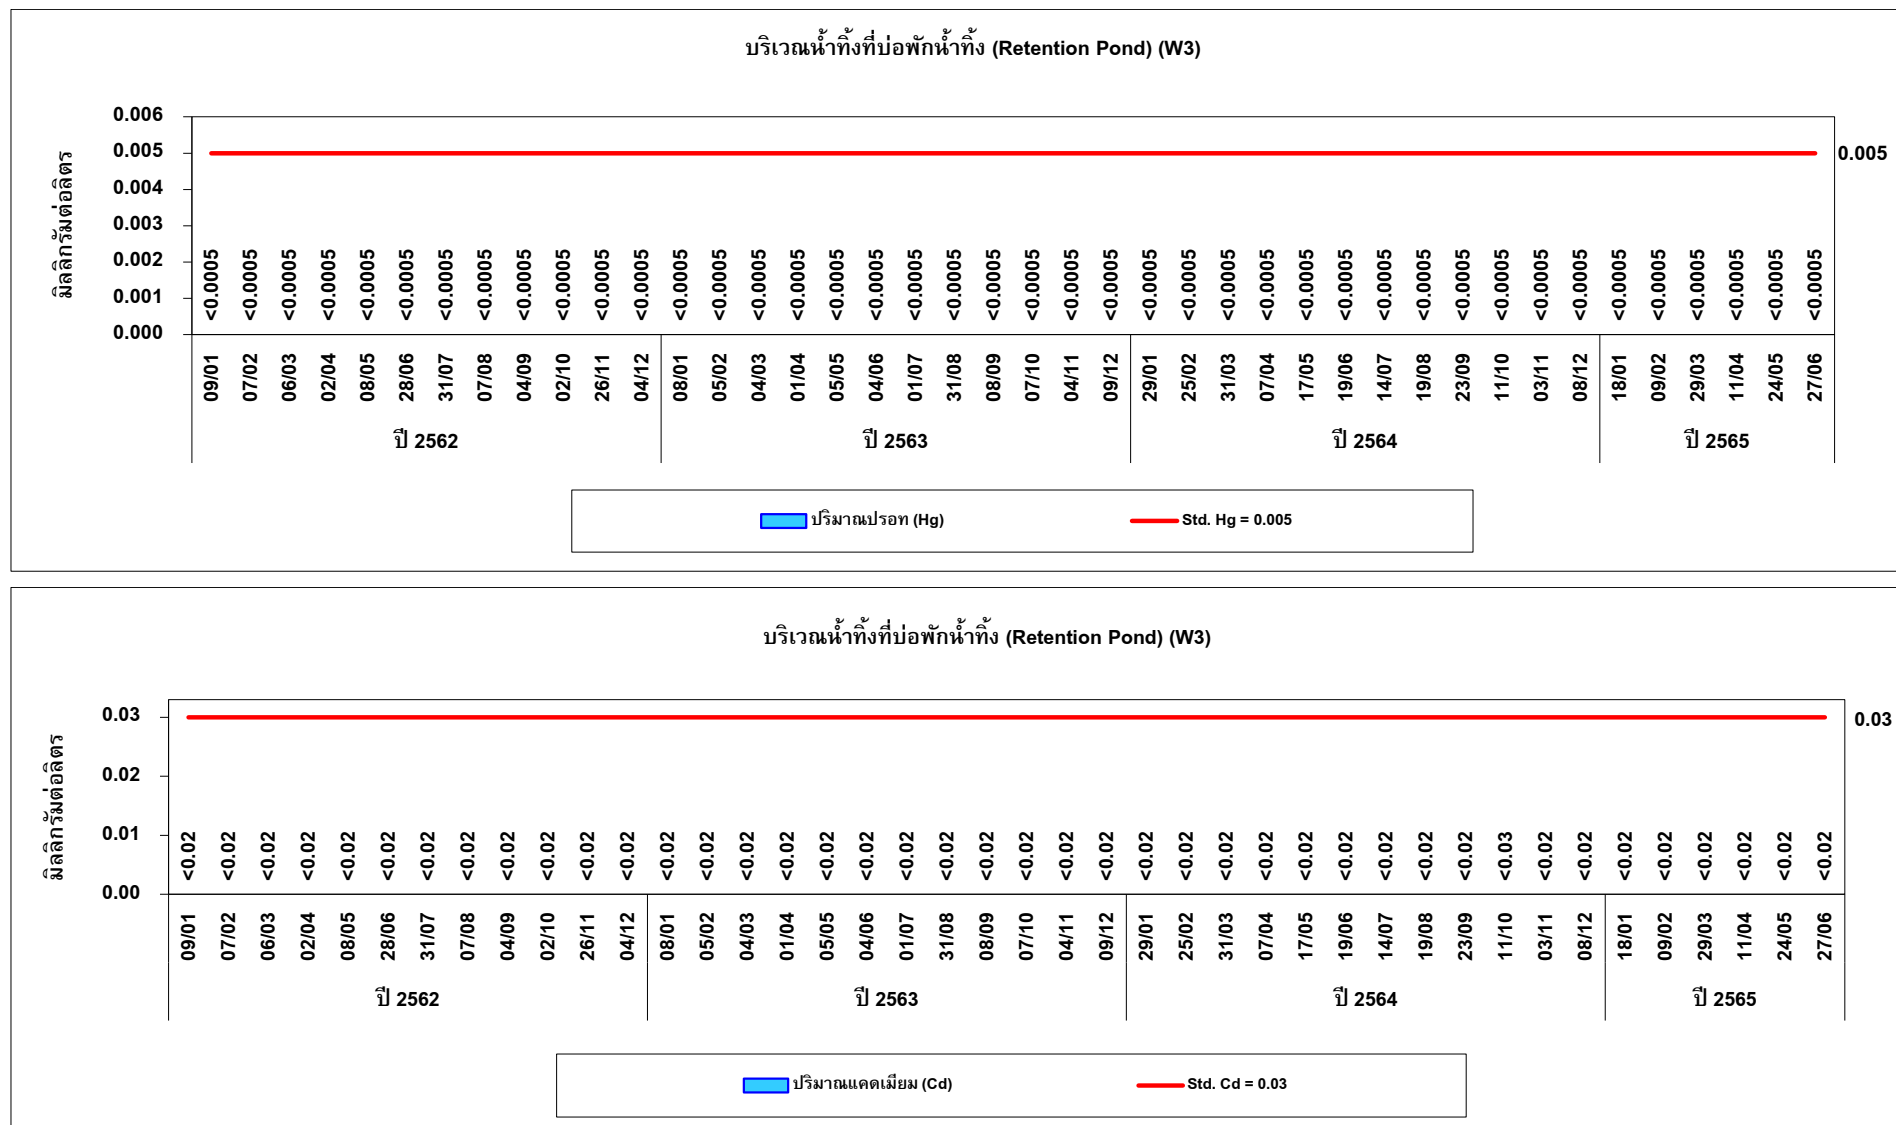 บริเวณน้ำทิ้งที่บ่อพักน้ำทิ้ง (Retention Pond) (W3)
มิลลิกรัมต่อลิตร
0.006
0.005
0.004
0.003
0.002
0.001
0.000
0.005
<0.0005 <0.0005 <0.0005 <0.0005 <0.0005 <0.0005 <0.0005 <0.0005 <0.0005 <0.0005 <0.0005 <0.0005 <0.0005 <0.0005 <0.0005 <0.0005 <0.0005 <0.0005 <0.0005 <0.0005 <0.0005 <0.0005 <0.0005 <0.0005 <0.0005 <0.0005 <0.0005 <0.0005 <0.0005 <0.0005 <0.0005 <0.0005 <0.0005 <0.0005 <0.0005 <0.0005 <0.0005 <0.0005 <0.0005 <0.0005 <0.0005 <0.0005
09/01 07/02 06/03 02/04 08/05 28/06 31/07 07/08 04/09 02/10 26/11 04/12 08/01 05/02 04/03 01/04 05/05 04/06 01/07 31/08 08/09 07/10 04/11 09/12 29/01 25/02 31/03 07/04 17/05 19/06 14/07 19/08 23/09 11/10 03/11 08/12 18/01 09/02 29/03 11/04 24/05 27/06
ปี 2562 ปี 2563 ปี 2564 ปี 2565
ปริมาณปรอท (Hg) Std. Hg = 0.005
บริเวณน้ำทิ้งที่บ่อพักน้ำทิ้ง (Retention Pond) (W3)
มิลลิกรัมต่อลิตร
0.03
0.02
0.01
0.00
0.03
<0.02 <0.02 <0.02 <0.02 <0.02 <0.02 <0.02 <0.02 <0.02 <0.02 <0.02 <0.02 <0.02 <0.02 <0.02 <0.02 <0.02 <0.02 <0.02 <0.02 <0.02 <0.02 <0.02 <0.02 <0.02 <0.02 <0.02 <0.02 <0.02 <0.02 <0.02 <0.02 <0.02 <0.03 <0.02 <0.02 <0.02 <0.02 <0.02 <0.02 <0.02 <0.02
09/01 07/02 06/03 02/04 08/05 28/06 31/07 07/08 04/09 02/10 26/11 04/12 08/01 05/02 04/03 01/04 05/05 04/06 01/07 31/08 08/09 07/10 04/11 09/12 29/01 25/02 31/03 07/04 17/05 19/06 14/07 19/08 23/09 11/10 03/11 08/12 18/01 09/02 29/03 11/04 24/05 27/06
ปี 2562 ปี 2563 ปี 2564 ปี 2565
ปริมาณแคดเมียม (Cd) Std. Cd = 0.03